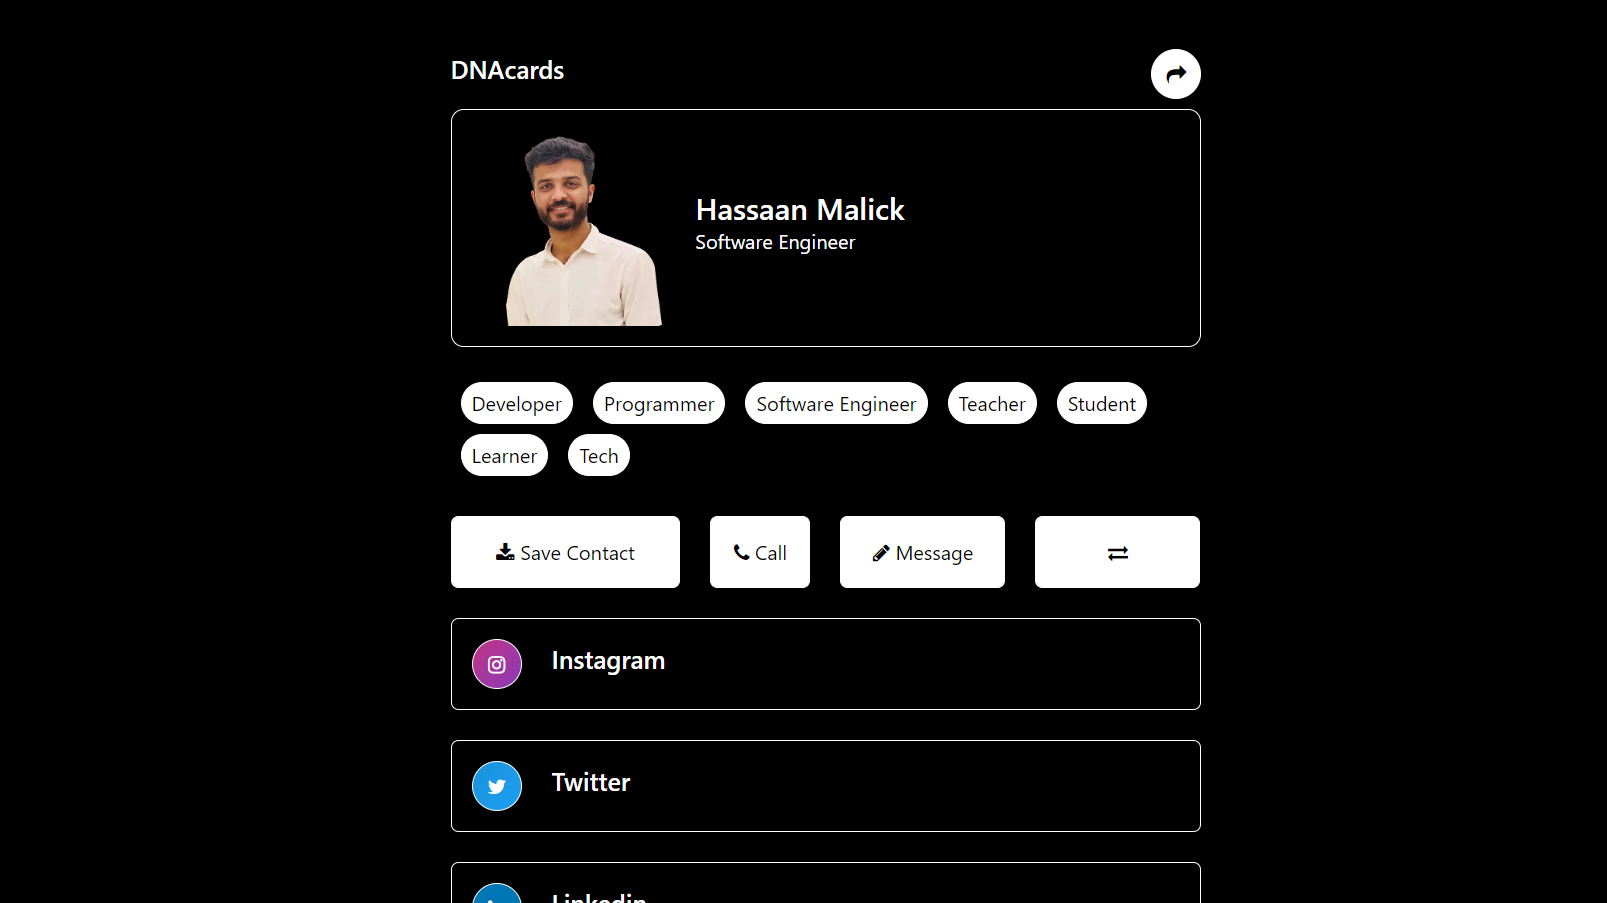 DNAcards
Hassaan Malick
Software Engineer
Developer Programmer Software Engineer Teacher Student
Learner Tech
Save Contact Call Message
Instagram
Twitter
Linkedin